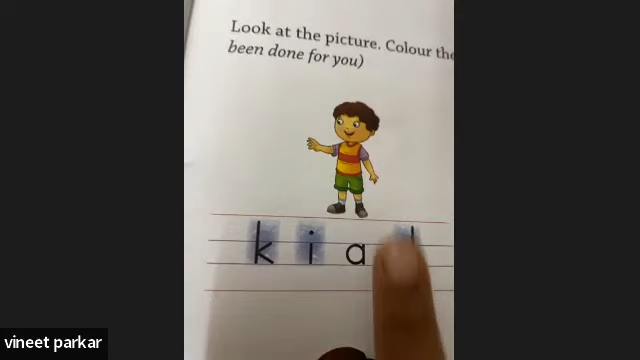 Look at the picture. Colour the
been done for you)
k i a
vineet parkar